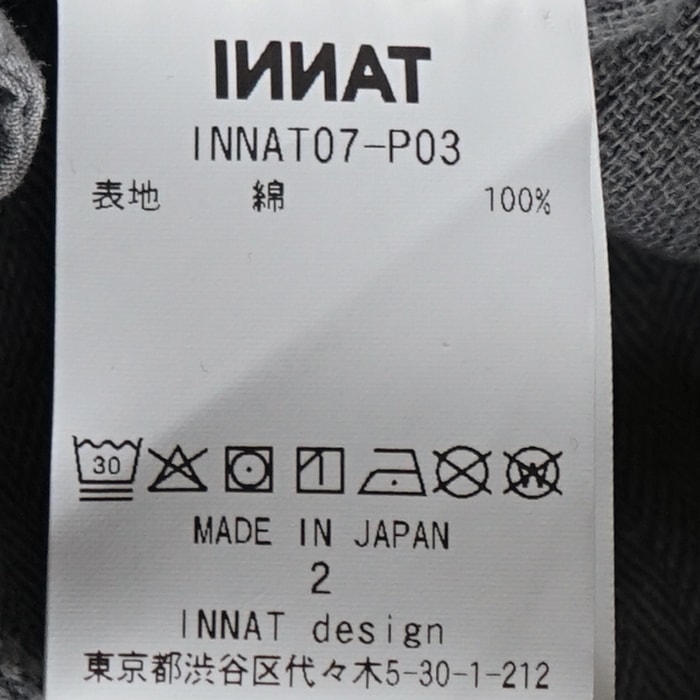 INNAT
INNAT07-P03
表地 綿 100%
30
MADE IN JAPAN
2
INNAT design
東京都渋谷区代々木5-30-1-212